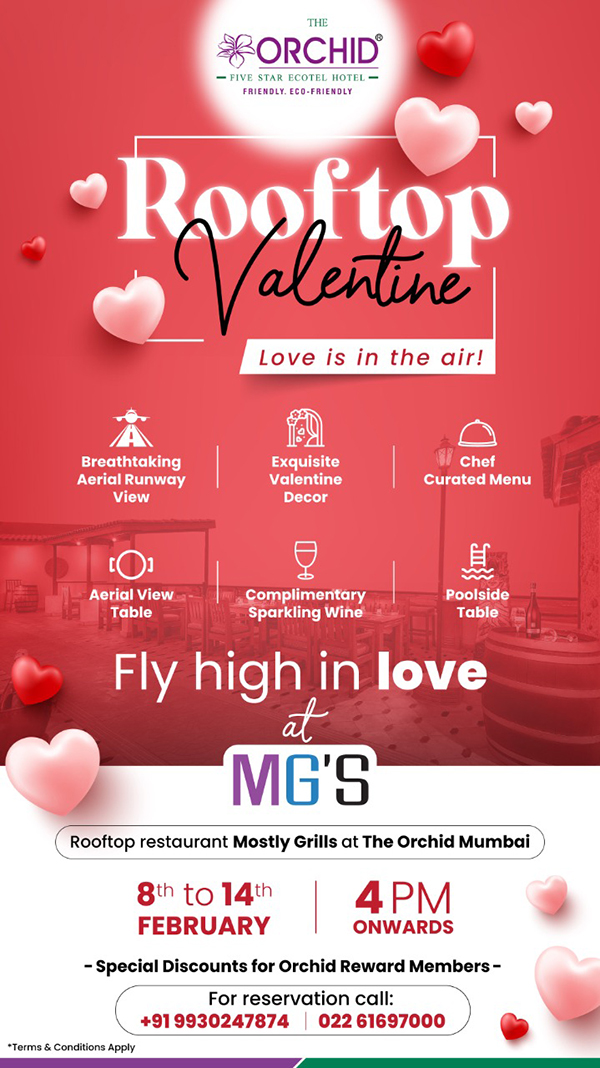 THE
ORCHID®
FIVE STAR ECOTEL HOTEL
FRIENDLY. ECO-FRIENDLY
Rooftop
Valentine
Love is in the air!
Breathtaking
Aerial Runway
View
Exquisite
Valentine
Decor
Chef
Curated Menu
Aerial View
Table
Complimentary
Sparkling Wine
Poolside
Table
Fly high in love
at
MG'S
Rooftop restaurant Mostly Grills at The Orchid Mumbai
8th to 14th
FEBRUARY
4 PM
ONWARDS
- Special Discounts for Orchid Reward Members -
For reservation call:
+91 9930247874 | 022 61697000
*Terms & Conditions Apply